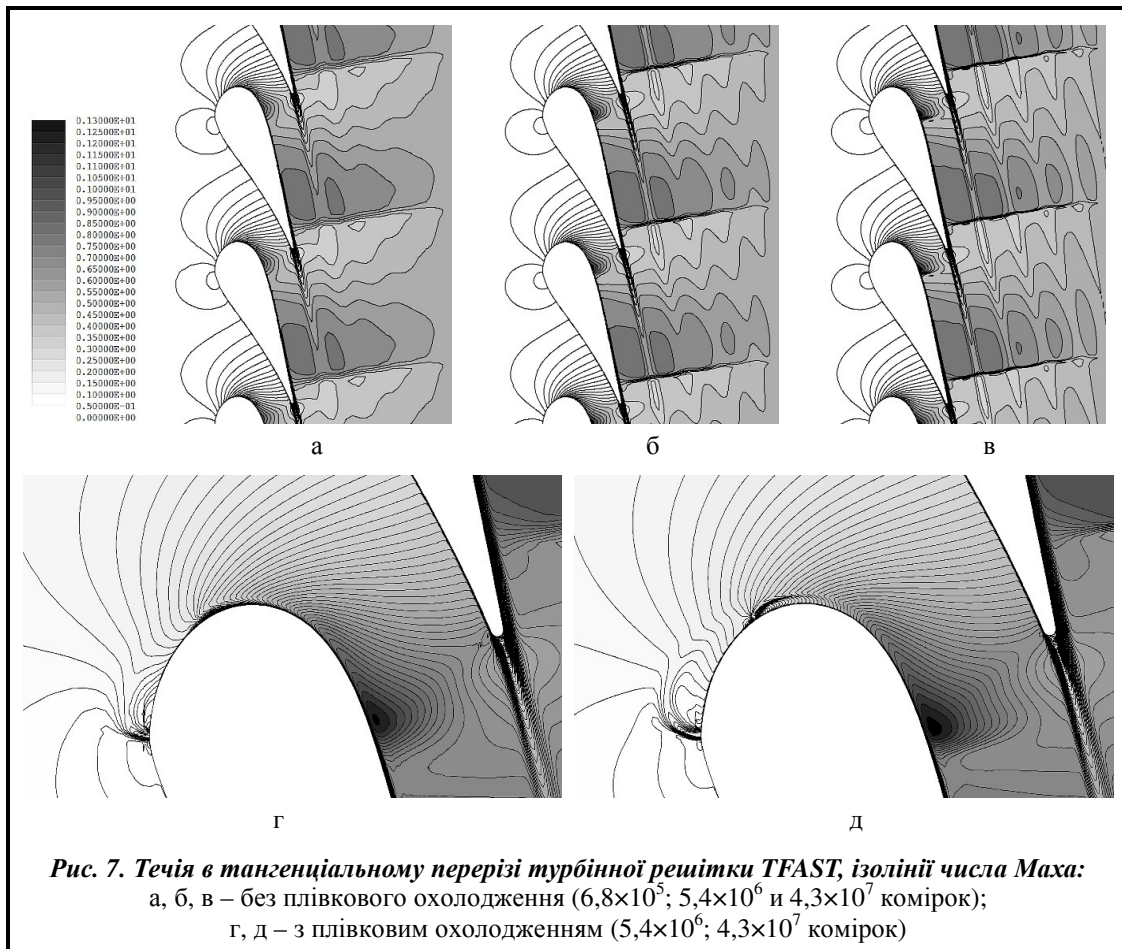 0.13000E+01
0.12500E+01
0.12000E+01
0.11500E+01
0.11000E+01
0.10500E+01
0.10000E+01
0.95000E+00
0.90000E+00
0.85000E+00
0.80000E+00
0.75000E+00
0.70000E+00
0.65000E+00
0.60000E+00
0.55000E+00
0.50000E+00
0.45000E+00
0.40000E+00
0.35000E+00
0.30000E+00
0.25000E+00
0.20000E+00
0.15000E+00
0.10000E+00
0.50000E-01
0.00000E+00
а б в
г д
Рис. 7. Течія в тангенціальному перерізі турбінної решітки TFAST, ізолінії числа Маха:
а, б, в – без плівкового охолодження (6,8×10⁵; 5,4×10⁶ и 4,3×10⁷ комірок);
г, д – з плівковим охолодженням (5,4×10⁶; 4,3×10⁷ комірок)